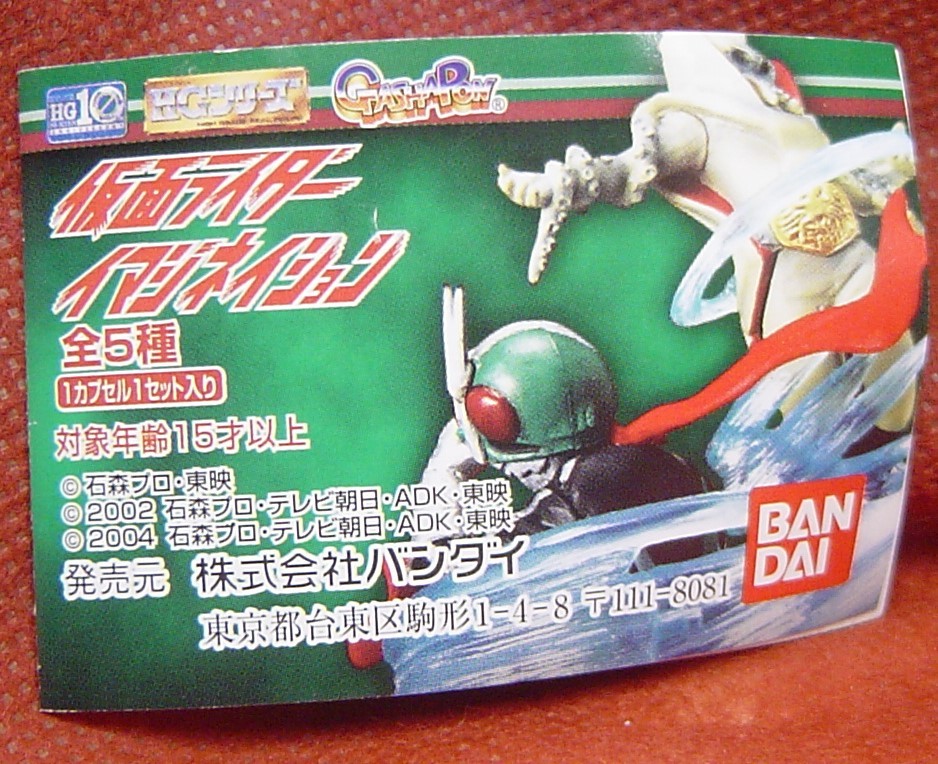 HG10
HGシリーズ
GASHAPON®
仮面ライダー
イマジネイション
全5種
1カプセル1セット入り
対象年齢15才以上
© 石森プロ・東映
© 2002 石森プロ・テレビ朝日・ADK・東映
© 2004 石森プロ・テレビ朝日・ADK・東映
発売元 株式会社バンダイ
東京都台東区駒形1-4-8 〒111-8081
BAN
DAI